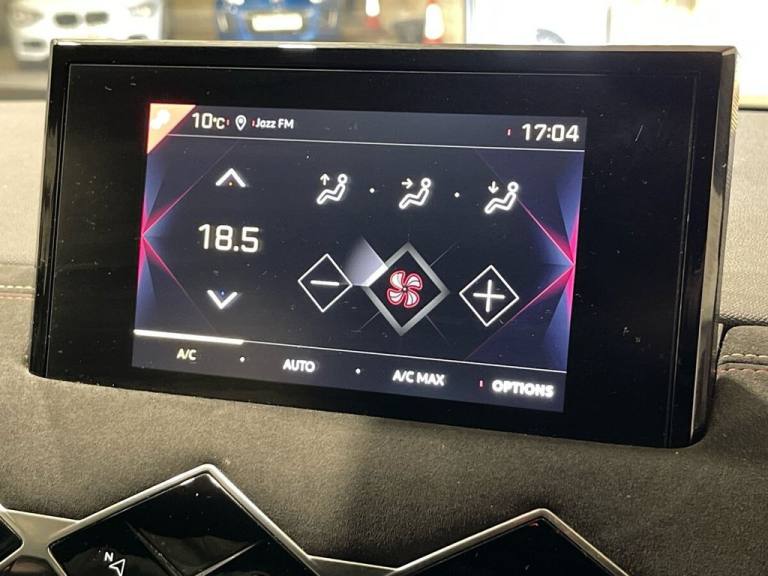 10°C Jazz FM 17:04
18.5
A/C AUTO A/C MAX OPTIONS
N